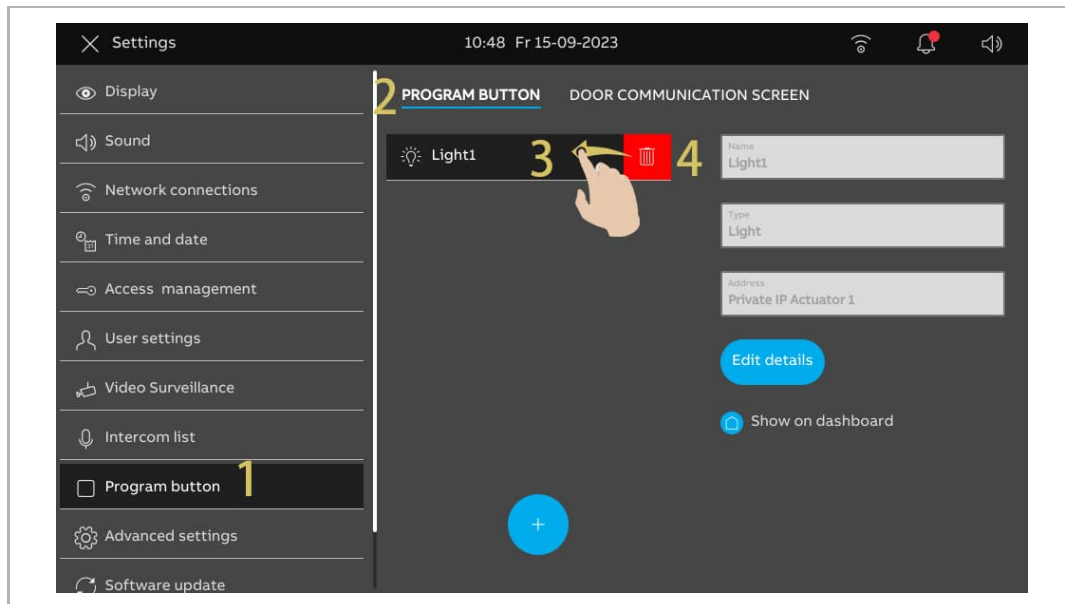 Settings
10:48 Fr 15-09-2023
Display
Sound
Network connections
Time and date
31
Access management
User settings
Video Surveillance
Intercom list
Program button
1
Advanced settings
Software update
2
PROGRAM BUTTON DOOR COMMUNICATION SCREEN
Light1
3
4
Name
Light1
Type
Light
Address
Private IP Actuator 1
Edit details
Show on dashboard
+